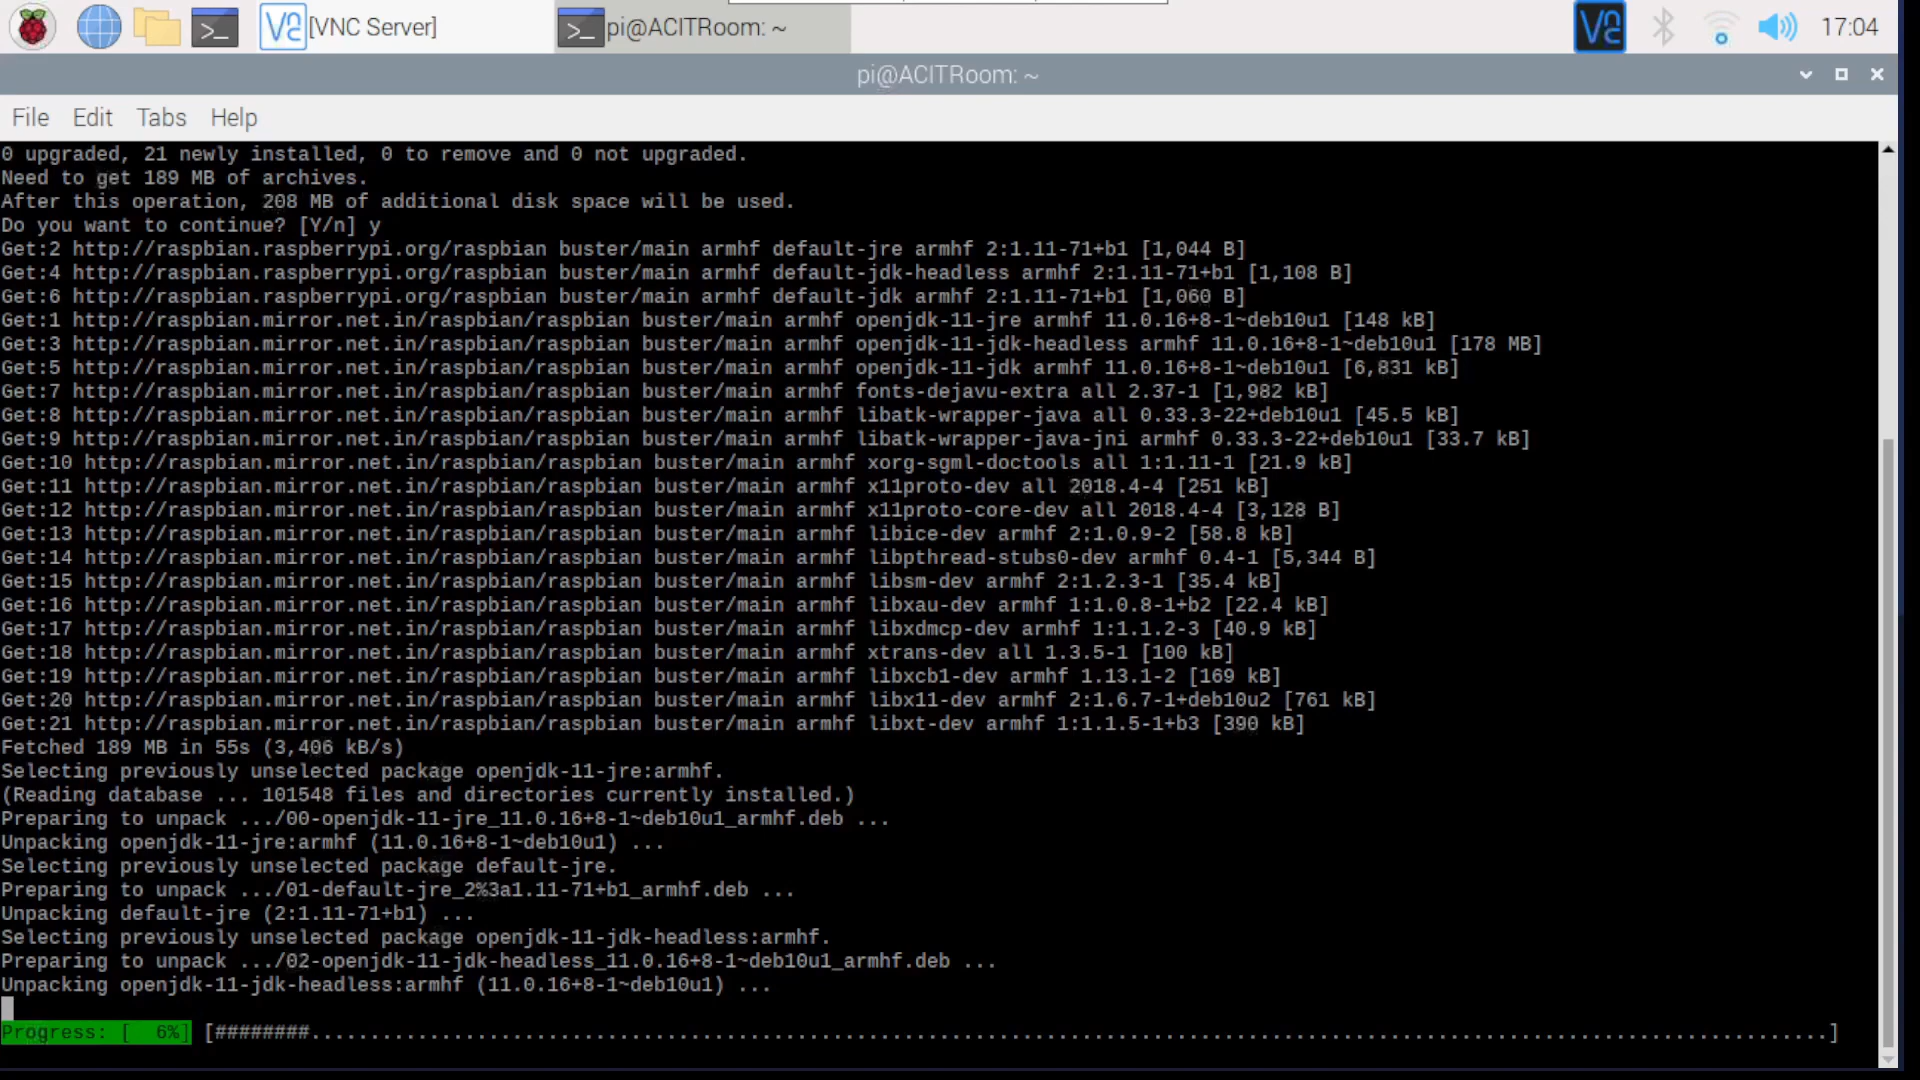 [VNC Server]
pi@ACITRoom: ~
17:04
pi@ACITRoom: ~
File Edit Tabs Help
0 upgraded, 21 newly installed, 0 to remove and 0 not upgraded.
Need to get 189 MB of archives.
After this operation, 208 MB of additional disk space will be used.
Do you want to continue? [Y/n] y
Get:2 http://raspbian.raspberrypi.org/raspbian buster/main armhf default-jre armhf 2:1.11-71+b1 [1,044 B]
Get:4 http://raspbian.raspberrypi.org/raspbian buster/main armhf default-jdk-headless armhf 2:1.11-71+b1 [1,108 B]
Get:6 http://raspbian.raspberrypi.org/raspbian buster/main armhf default-jdk armhf 2:1.11-71+b1 [1,060 B]
Get:1 http://raspbian.mirror.net.in/raspbian/raspbian buster/main armhf openjdk-11-jre armhf 11.0.16+8-1~deb10u1 [148 kB]
Get:3 http://raspbian.mirror.net.in/raspbian/raspbian buster/main armhf openjdk-11-jdk-headless armhf 11.0.16+8-1~deb10u1 [178 MB]
Get:5 http://raspbian.mirror.net.in/raspbian/raspbian buster/main armhf openjdk-11-jdk armhf 11.0.16+8-1~deb10u1 [6,831 kB]
Get:7 http://raspbian.mirror.net.in/raspbian/raspbian buster/main armhf fonts-dejavu-extra all 2.37-1 [1,982 kB]
Get:8 http://raspbian.mirror.net.in/raspbian/raspbian buster/main armhf libatk-wrapper-java all 0.33.3-22+deb10u1 [45.5 kB]
Get:9 http://raspbian.mirror.net.in/raspbian/raspbian buster/main armhf libatk-wrapper-java-jni armhf 0.33.3-22+deb10u1 [33.7 kB]
Get:10 http://raspbian.mirror.net.in/raspbian/raspbian buster/main armhf xorg-sgml-doctools all 1:1.11-1 [21.9 kB]
Get:11 http://raspbian.mirror.net.in/raspbian/raspbian buster/main armhf x11proto-dev all 2018.4-4 [251 kB]
Get:12 http://raspbian.mirror.net.in/raspbian/raspbian buster/main armhf x11proto-core-dev all 2018.4-4 [3,128 B]
Get:13 http://raspbian.mirror.net.in/raspbian/raspbian buster/main armhf libice-dev armhf 2:1.0.9-2 [58.8 kB]
Get:14 http://raspbian.mirror.net.in/raspbian/raspbian buster/main armhf libpthread-stubs0-dev armhf 0.4-1 [5,344 B]
Get:15 http://raspbian.mirror.net.in/raspbian/raspbian buster/main armhf libsm-dev armhf 2:1.2.3-1 [35.4 kB]
Get:16 http://raspbian.mirror.net.in/raspbian/raspbian buster/main armhf libxau-dev armhf 1:1.0.8-1+b2 [22.4 kB]
Get:17 http://raspbian.mirror.net.in/raspbian/raspbian buster/main armhf libxdmcp-dev armhf 1:1.1.2-3 [40.9 kB]
Get:18 http://raspbian.mirror.net.in/raspbian/raspbian buster/main armhf xtrans-dev all 1.3.5-1 [100 kB]
Get:19 http://raspbian.mirror.net.in/raspbian/raspbian buster/main armhf libxcb1-dev armhf 1.13.1-2 [169 kB]
Get:20 http://raspbian.mirror.net.in/raspbian/raspbian buster/main armhf libx11-dev armhf 2:1.6.7-1+deb10u2 [761 kB]
Get:21 http://raspbian.mirror.net.in/raspbian/raspbian buster/main armhf libxt-dev armhf 1:1.1.5-1+b3 [390 kB]
Fetched 189 MB in 55s (3,406 kB/s)
Selecting previously unselected package openjdk-11-jre:armhf.
(Reading database ... 101548 files and directories currently installed.)
Preparing to unpack .../00-openjdk-11-jre_11.0.16+8-1~deb10u1_armhf.deb ...
Unpacking openjdk-11-jre:armhf (11.0.16+8-1~deb10u1) ...
Selecting previously unselected package default-jre.
Preparing to unpack .../01-default-jre_2%3a1.11-71+b1_armhf.deb ...
Unpacking default-jre (2:1.11-71+b1) ...
Selecting previously unselected package openjdk-11-jdk-headless:armhf.
Preparing to unpack .../02-openjdk-11-jdk-headless_11.0.16+8-1~deb10u1_armhf.deb ...
Unpacking openjdk-11-jdk-headless:armhf (11.0.16+8-1~deb10u1) ...
Progress: [  6%] [########................................................................................................................................]